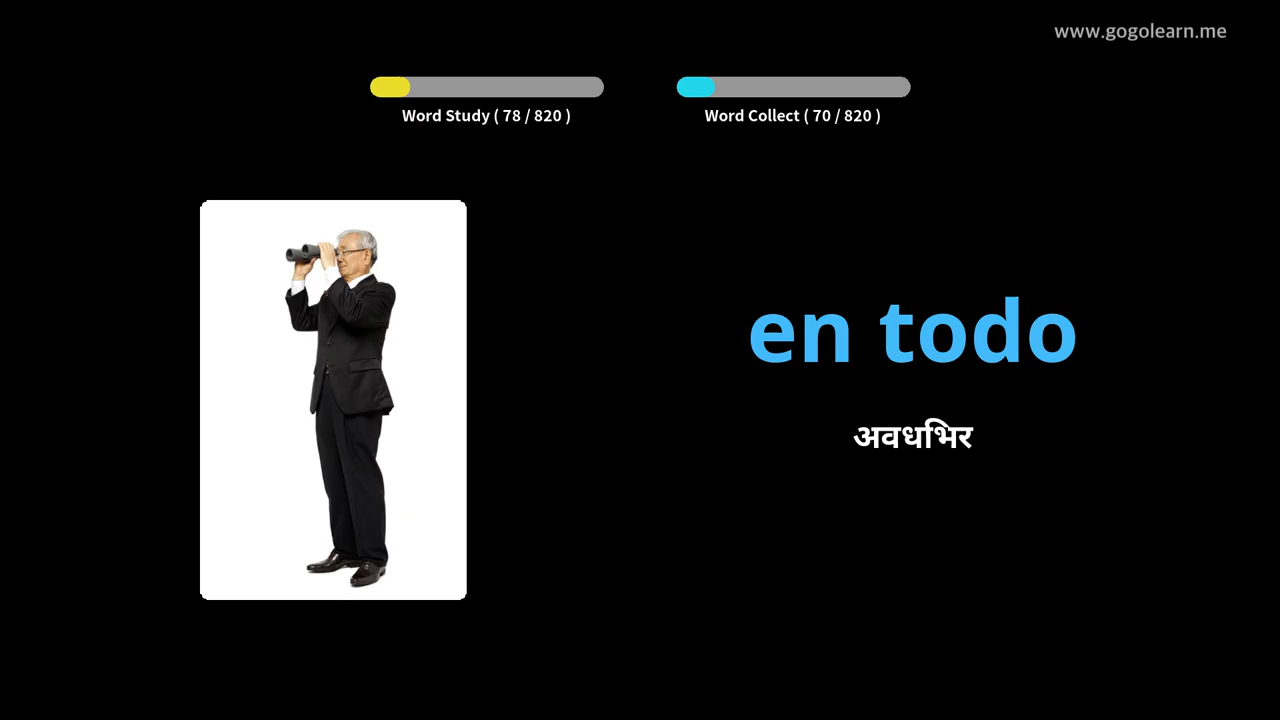 www.gogolearn.me
Word Study ( 78 / 820 )
Word Collect ( 70 / 820 )
en todo
अवधभिर